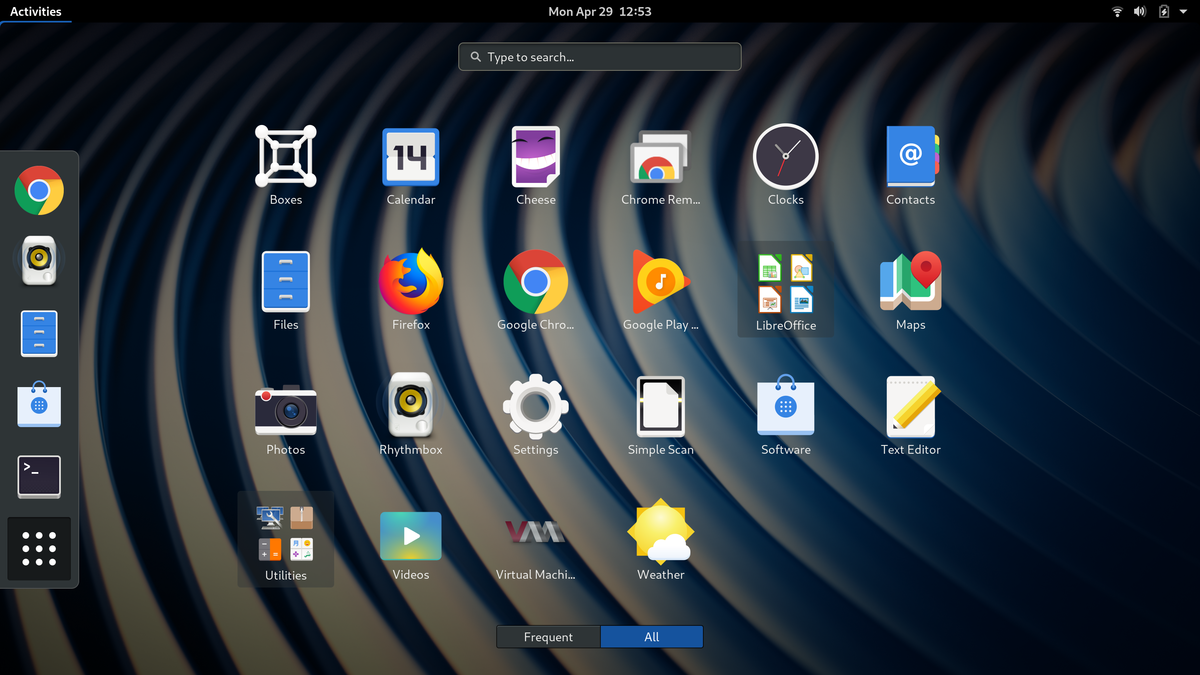 Activities
Mon Apr 29 12:53
Type to search...
14
@
Boxes
Calendar
Cheese
Chrome Rem...
Clocks
Contacts
Files
Firefox
Google Chro...
Google Play ...
LibreOffice
Maps
Photos
Rhythmbox
Settings
Simple Scan
Software
Text Editor
>_
VM
Utilities
Videos
Virtual Machi...
Weather
Frequent
All